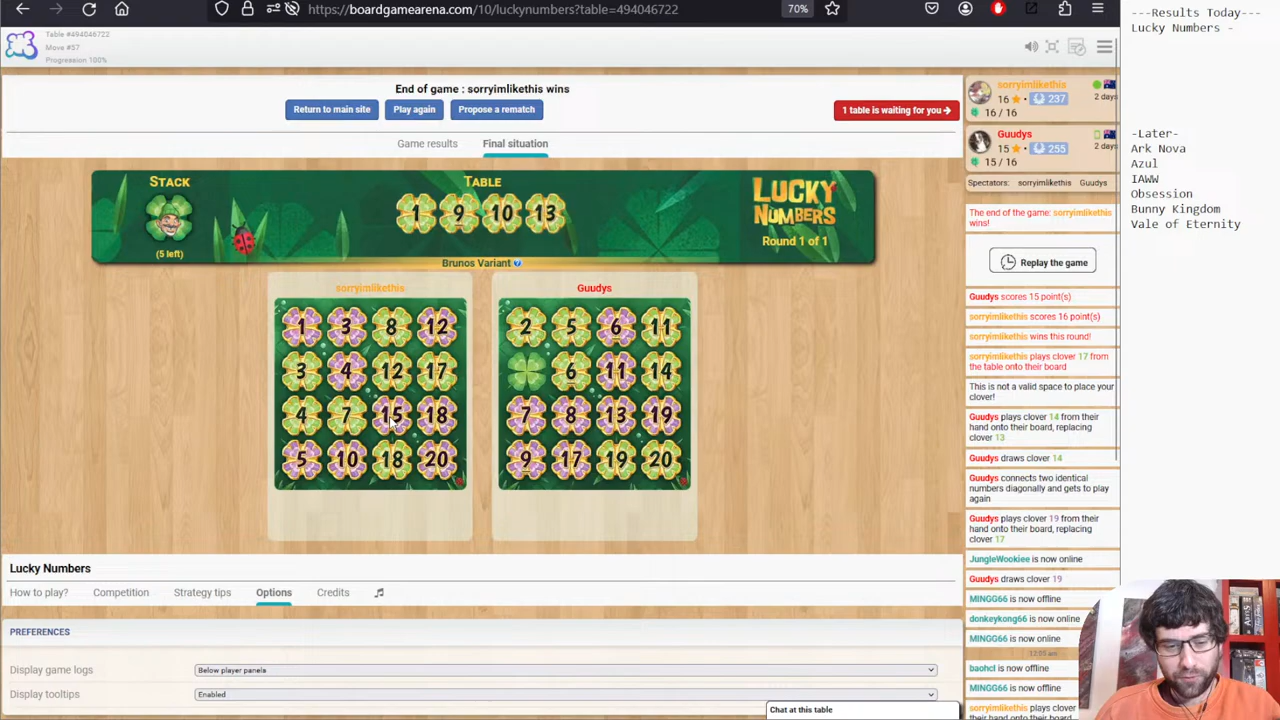 https://boardgamearena.com/10/luckynumbers?table=494046722
70%
Table #494046722
Move #57
Progression 100%
End of game : sorryimlikethis wins
Return to main site
Play again
Propose a rematch
1 table is waiting for you →
Game results
Final situation
STACK
(5 left)
TABLE
1 9 10 13
LUCKY
NUMBERS
Round 1 of 1
Brunos Variant ?
sorryimlikethis
1 3 8 12
3 4 12 17
4 7 15 18
5 10 18 20
Guudys
2 5 6 11
6 11 14
7 8 13 19
9 17 19 20
Lucky Numbers
How to play?
Competition
Strategy tips
Options
Credits
PREFERENCES
Display game logs
Below player panels
Display tooltips
Enabled
Chat at this table
sorryimlikethis
16 • 237
2 days
16 / 16
Guudys
15 • 255
2 days
15 / 16
Spectators: sorryimlikethis Guudys
The end of the game: sorryimlikethis
wins!
Replay the game
Guudys scores 15 point(s)
sorryimlikethis scores 16 point(s)
sorryimlikethis wins this round!
sorryimlikethis plays clover 17 from
the table onto their board
This is not a valid space to place your
clover!
Guudys plays clover 14 from their
hand onto their board, replacing
clover 13
Guudys draws clover 14
Guudys connects two identical
numbers diagonally and gets to play
again
Guudys plays clover 19 from their
hand onto their board, replacing
clover 17
JungleWookiee is now online
Guudys draws clover 19
MINGG66 is now offline
donkeykong66 is now online
MINGG66 is now online
12:55 am
baohcl is now offline
MINGG66 is now offline
sorryimlikethis plays clover
---Results Today---
Lucky Numbers -
-Later-
Ark Nova
Azul
IAWW
Obsession
Bunny Kingdom
Vale of Eternity